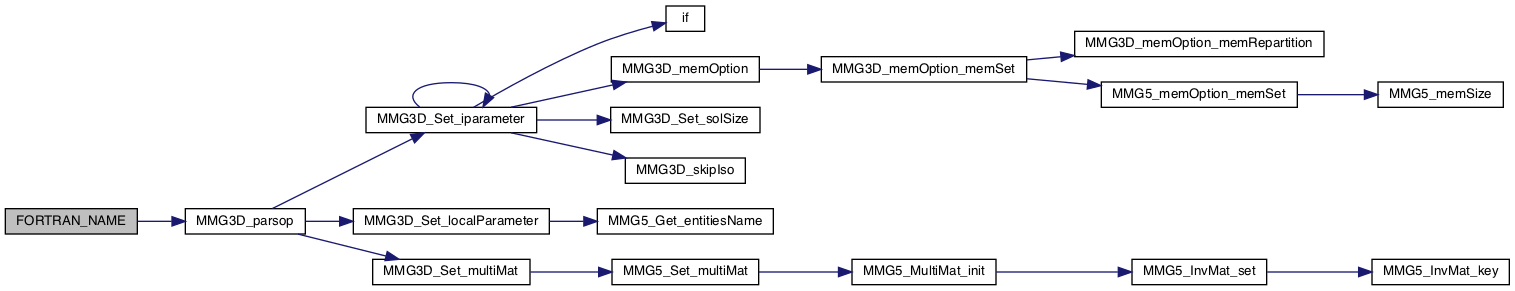 if
MMG3D_memOption_memRepartition
MMG3D_memOption
MMG3D_memOption_memSet
MMG5_memOption_memSet
MMG5_memSize
MMG3D_Set_iparameter
MMG3D_Set_solSize
MMG3D_skipIso
FORTRAN_NAME
MMG3D_parsop
MMG3D_Set_localParameter
MMG5_Get_entitiesName
MMG3D_Set_multiMat
MMG5_Set_multiMat
MMG5_MultiMat_init
MMG5_InvMat_set
MMG5_InvMat_key